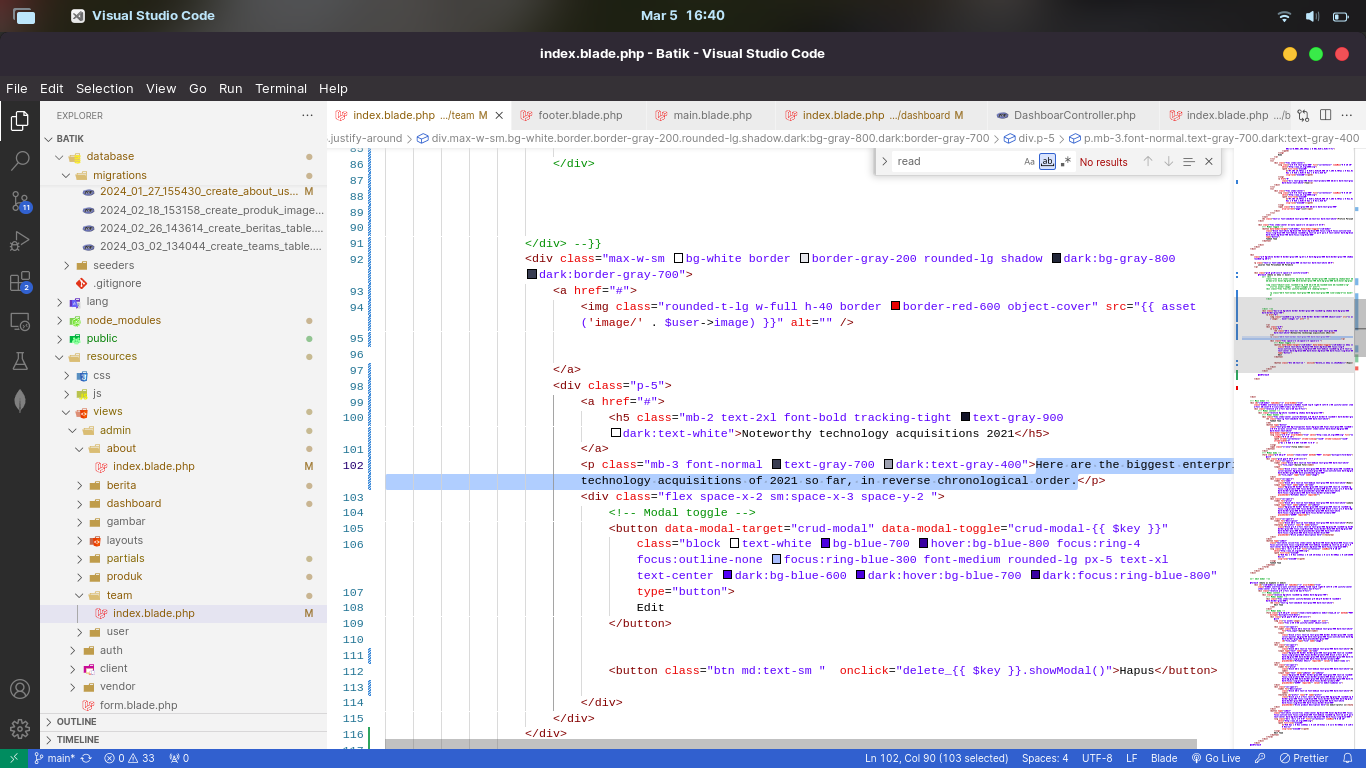 Visual Studio Code
Mar 5 16:40
index.blade.php - Batik - Visual Studio Code
File Edit Selection View Go Run Terminal Help
EXPLORER
BATIK
database
migrations
2024_01_27_155430_create_about_us... M
2024_02_18_153158_create_produk_image...
2024_02_26_143614_create_beritas_table....
2024_03_02_134044_create_teams_table....
seeders
.gitignore
lang
node_modules
public
resources
css
js
views
admin
about
index.blade.php M
berita
dashboard
gambar
layouts
partials
produk
team
index.blade.php M
user
auth
client
vendor
form.blade.php
OUTLINE
TIMELINE
11
2
index.blade.php .../team M
footer.blade.php
main.blade.php
index.blade.php .../dashboard M
DashboarController.php
index.blade.php .../b
.justify-around > div.max-w-sm.bg-white.border.border-gray-200.rounded-lg.shadow.dark:bg-gray-800.dark:border-gray-700 > div.p-5 > p.mb-3.font-normal.text-gray-700.dark:text-gray-400
read Aa ab .* No results
85
86 </div>
87
88
89
90
91 </div> --}}
92 <div class="max-w-sm bg-white border border-gray-200 rounded-lg shadow dark:bg-gray-800
dark:border-gray-700">
93 <a href="#">
94 <img class="rounded-t-lg w-full h-40 border border-red-600 object-cover" src="{{ asset
('image/' . $user->image) }}" alt="" />
95
96
97 </a>
98 <div class="p-5">
99 <a href="#">
100 <h5 class="mb-2 text-2xl font-bold tracking-tight text-gray-900
dark:text-white">Noteworthy technology acquisitions 2021</h5>
101 </a>
102 <p class="mb-3 font-normal text-gray-700 dark:text-gray-400">Here are the biggest enterpri
technology acquisitions of 2021 so far, in reverse chronological order.</p>
103 <div class="flex space-x-2 sm:space-x-3 space-y-2 ">
104 <!-- Modal toggle -->
105 <button data-modal-target="crud-modal" data-modal-toggle="crud-modal-{{ $key }}"
106 class="block text-white bg-blue-700 hover:bg-blue-800 focus:ring-4
focus:outline-none focus:ring-blue-300 font-medium rounded-lg px-5 text-xl
text-center dark:bg-blue-600 dark:hover:bg-blue-700 dark:focus:ring-blue-800"
107 type="button">
108 Edit
109 </button>
110
111
112 <button class="btn md:text-sm " onclick="delete_{{ $key }}.showModal()">Hapus</button>
113
114 </div>
115 </div>
116 </div>
main* 0 33 0
Ln 102, Col 90 (103 selected) Spaces: 4 UTF-8 LF Blade Go Live Prettier